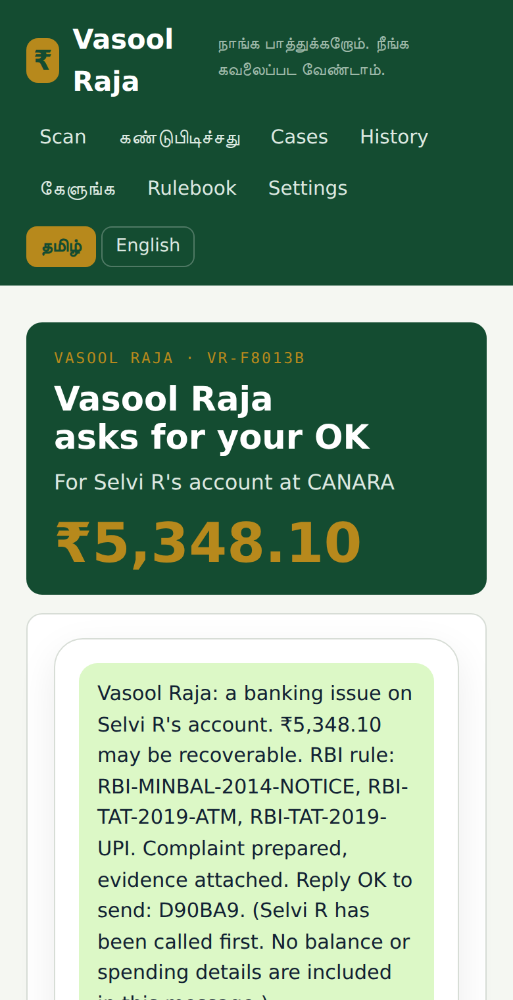 ₹
Vasool
Raja
நாங்க பாத்துக்கறோம். நீங்க
கவலைப்பட வேண்டாம்.
Scan கண்டுபிடிச்சது Cases History
கேளுங்க Rulebook Settings
தமிழ் English
VASOOL RAJA · VR-F8013B
Vasool Raja
asks for your OK
For Selvi R's account at CANARA
₹5,348.10
Vasool Raja: a banking issue on
Selvi R's account. ₹5,348.10
may be recoverable. RBI rule:
RBI-MINBAL-2014-NOTICE, RBI-
TAT-2019-ATM, RBI-TAT-2019-
UPI. Complaint prepared,
evidence attached. Reply OK to
send: D90BA9. (Selvi R has
been called first. No balance or
spending details are included
in this message.)